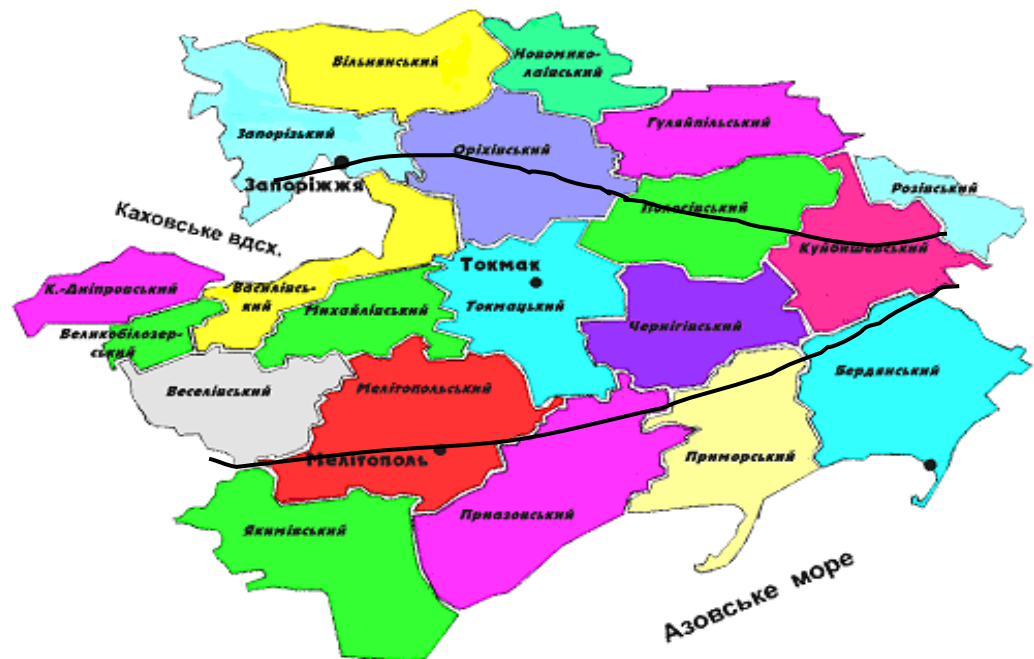 Вільнянський
Новомико-
лаївський
Гуляйпільський
Запорізький
Оріхівський
Запоріжжя
Розівський
Пологівський
Каховське вдсх.
Куйбишевський
Токмак
К.-Дніпровський
Василівсь-
кий
Михайлівський
Токмацький
Чернігівський
Великобілозер-
ський
Веселівський
Мелітопольський
Бердянський
Мелітополь
Приморський
Якимівський
Приазовський
Азовське море